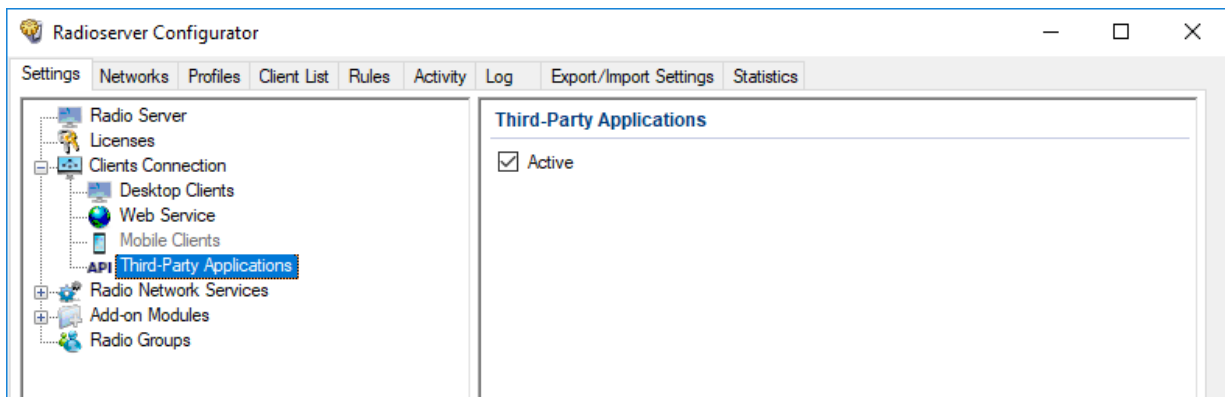 Radioserver Configurator
Settings Networks Profiles Client List Rules Activity Log Export/Import Settings Statistics
Radio Server
Licenses
Clients Connection
Desktop Clients
Web Service
Mobile Clients
API Third-Party Applications
Radio Network Services
Add-on Modules
Radio Groups
Third-Party Applications
Active